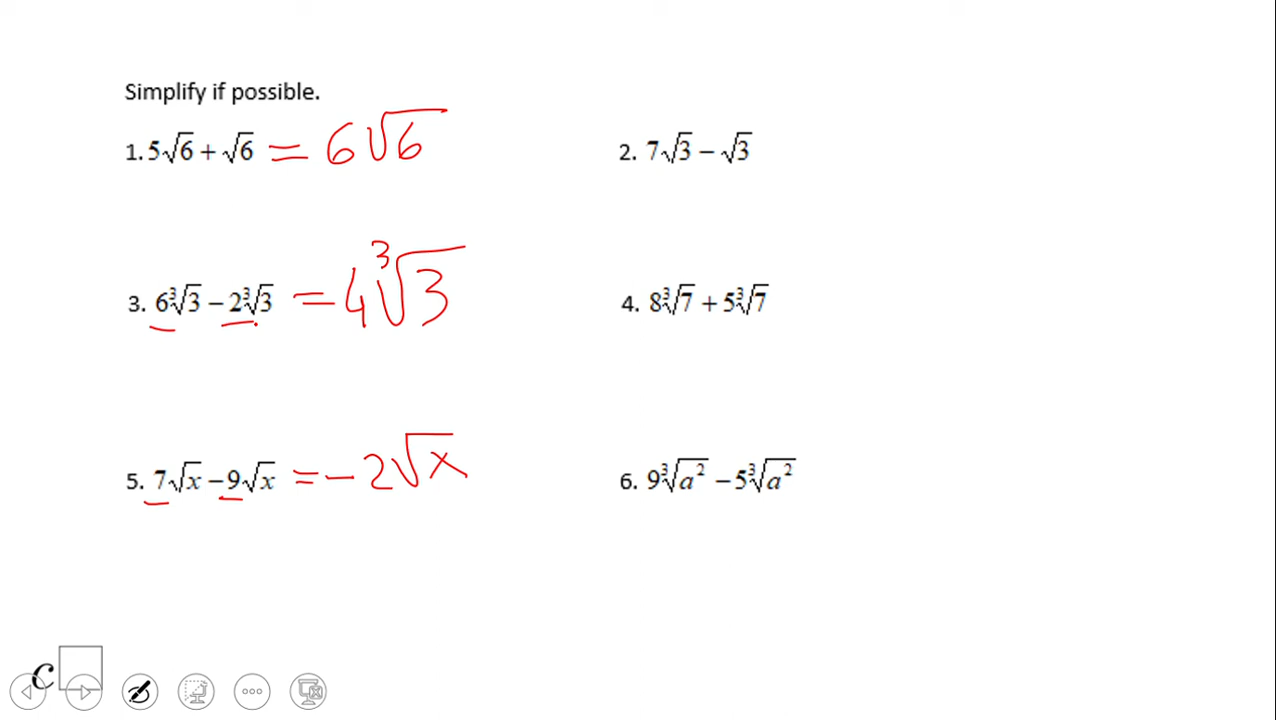 Simplify if possible.
1. 5√6 + √6 = 6√6
2. 7√3 − √3
3. 6∛3 − 2∛3 = 4∛3
4. 8∛7 + 5∛7
5. 7√x − 9√x = −2√x
6. 9∛a² − 5∛a²
c